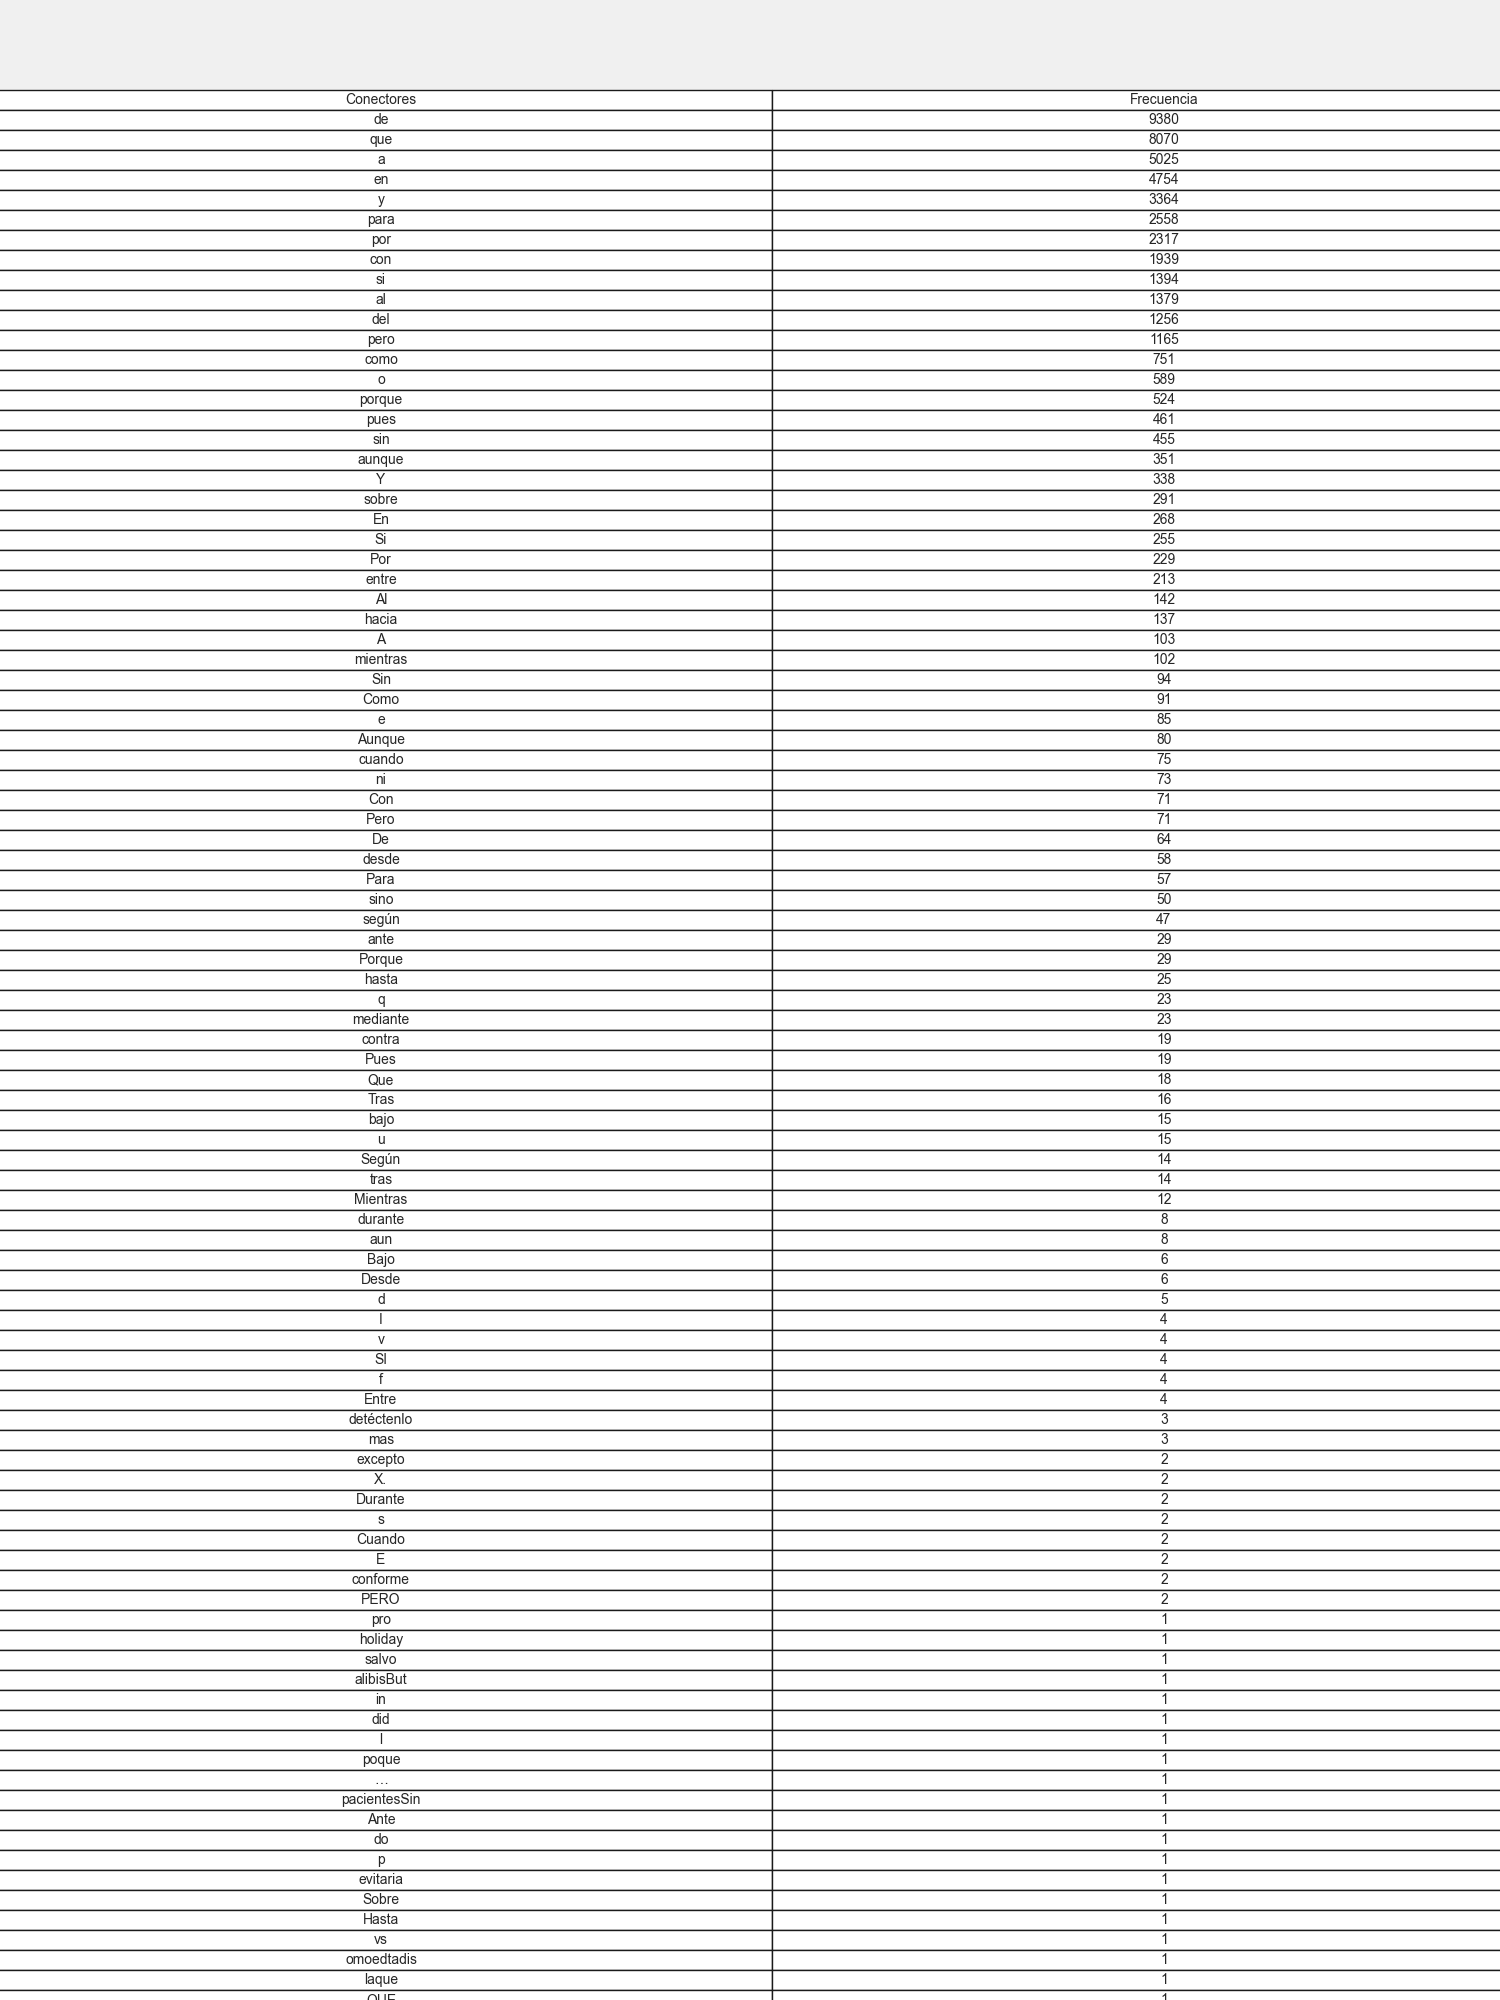 Conectores Frecuencia
de 9380
que 8070
a 5025
en 4754
y 3364
para 2558
por 2317
con 1939
si 1394
al 1379
del 1256
pero 1165
como 751
o 589
porque 524
pues 461
sin 455
aunque 351
Y 338
sobre 291
En 268
Si 255
Por 229
entre 213
Al 142
hacia 137
A 103
mientras 102
Sin 94
Como 91
e 85
Aunque 80
cuando 75
ni 73
Con 71
Pero 71
De 64
desde 58
Para 57
sino 50
según 47
ante 29
Porque 29
hasta 25
q 23
mediante 23
contra 19
Pues 19
Que 18
Tras 16
bajo 15
u 15
Según 14
tras 14
Mientras 12
durante 8
aun 8
Bajo 6
Desde 6
d 5
l 4
v 4
SI 4
f 4
Entre 4
detéctenlo 3
mas 3
excepto 2
X. 2
Durante 2
s 2
Cuando 2
E 2
conforme 2
PERO 2
pro 1
holiday 1
salvo 1
alibisBut 1
in 1
did 1
I 1
poque 1
… 1
pacientesSin 1
Ante 1
do 1
p 1
evitaria 1
Sobre 1
Hasta 1
vs 1
omoedtadis 1
laque 1
QUE 1